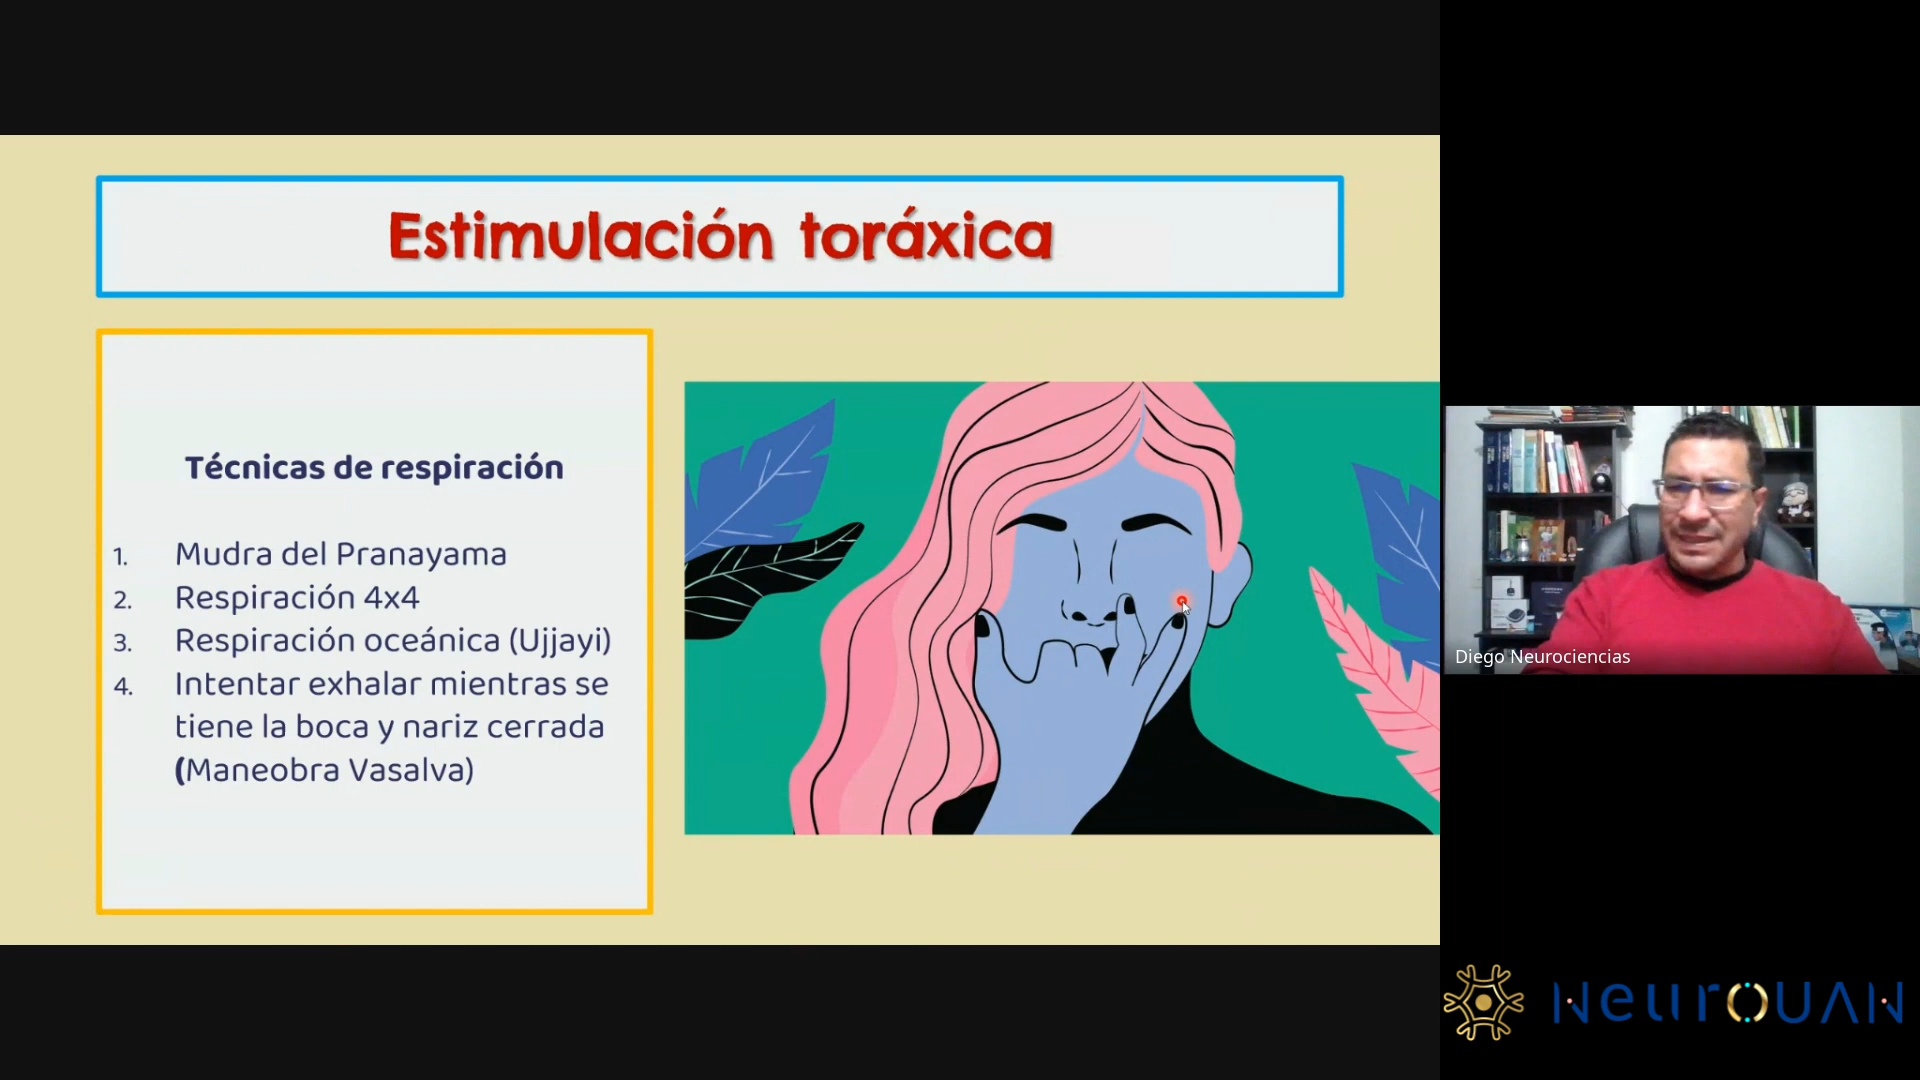 Estimulación toráxica
Técnicas de respiración
1. Mudra del Pranayama
2. Respiración 4x4
3. Respiración oceánica (Ujjayi)
4. Intentar exhalar mientras se
tiene la boca y nariz cerrada
(Maneobra Vasalva)
Diego Neurociencias
NeurOUAN